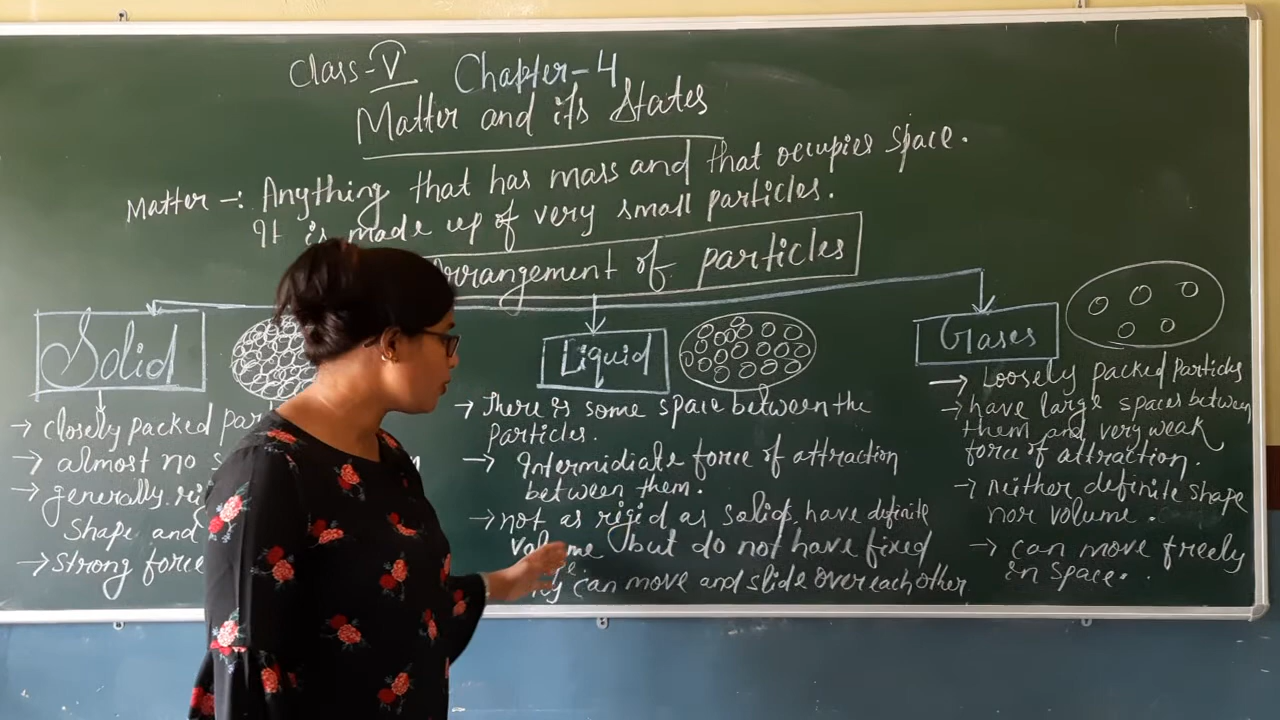 Class-V Chapter-4
Matter and its States
Matter -: Anything that has mass and that occupies space.
It is made up of very small particles.
Arrangement of particles
Solid
→ closely packed
→ almost no
→ generally
shape and
→ strong force
Liquid
→ There is some space between the
particles.
→ Intermidiate force of attraction
between them.
→ not as rigid as solids, have definite
volume but do not have fixed
can move and slide over each other
Gases
→ Loosely packed particles
→ have large spaces between
them and very weak
force of attraction.
→ Neither definite shape
nor volume.
→ can move freely
in space.